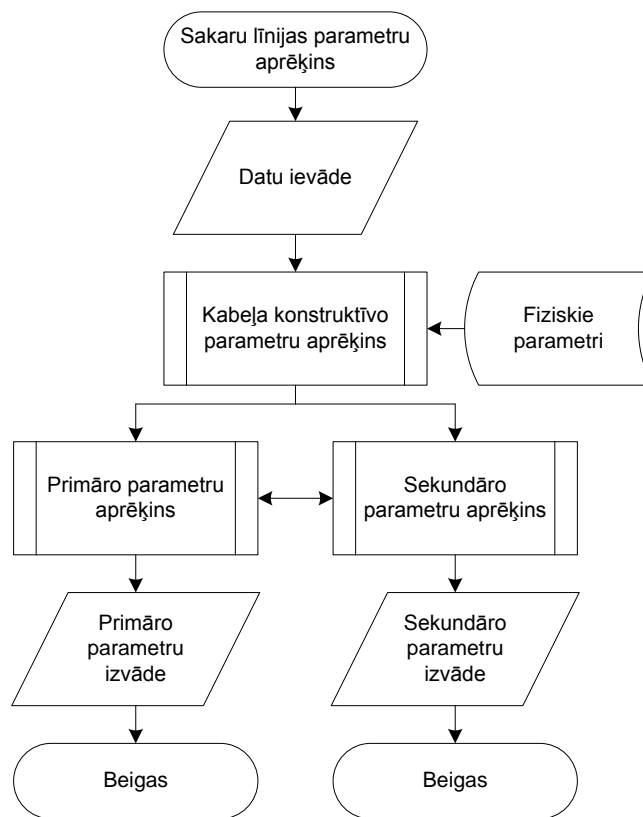 Sakaru līnijas parametru
aprēķins
Datu ievāde
Kabeļa konstruktīvo
parametru aprēķins
Fiziskie
parametri
Primāro parametru
aprēķins
Sekundāro
parametru aprēķins
Primāro
parametru
izvāde
Sekundāro
parametru
izvāde
Beigas
Beigas